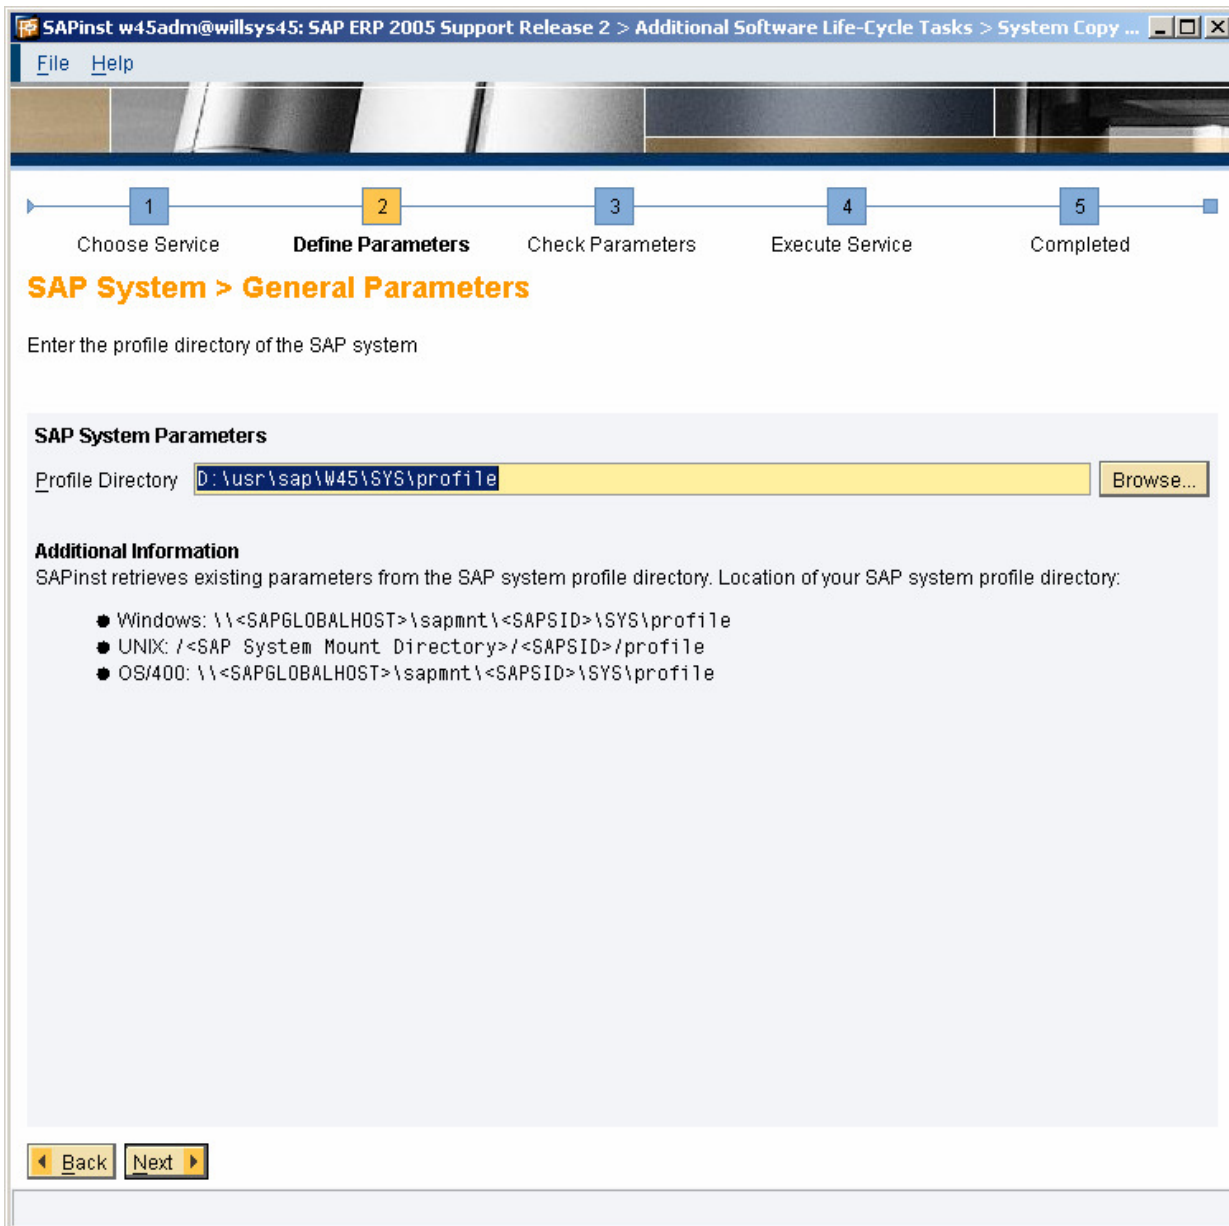 SAPinst w45adm@willsys45: SAP ERP 2005 Support Release 2 > Additional Software Life-Cycle Tasks > System Copy ...
File Help
1 2 3 4 5
Choose Service Define Parameters Check Parameters Execute Service Completed
SAP System > General Parameters
Enter the profile directory of the SAP system
SAP System Parameters
Profile Directory D:\usr\sap\W45\SYS\profile Browse...
Additional Information
SAPinst retrieves existing parameters from the SAP system profile directory. Location of your SAP system profile directory:
● Windows: \\<SAPGLOBALHOST>\sapmnt\<SAPSID>\SYS\profile
● UNIX: /<SAP System Mount Directory>/<SAPSID>/profile
● OS/400: \\<SAPGLOBALHOST>\sapmnt\<SAPSID>\SYS\profile
Back Next